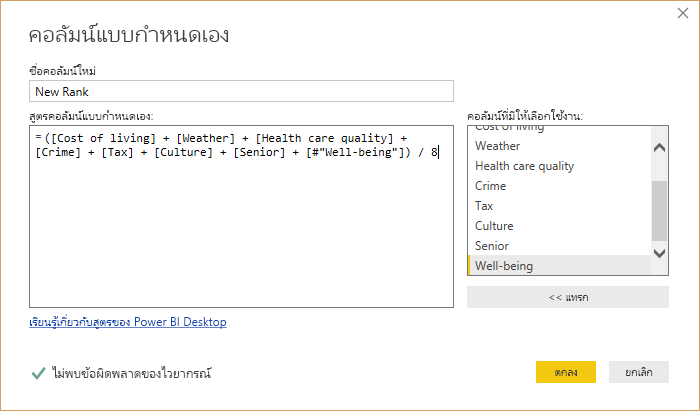 คอลัมน์แบบกำหนดเอง
ชื่อคอลัมน์ใหม่
New Rank
สูตรคอลัมน์แบบกำหนดเอง:
= ([Cost of living] + [Weather] + [Health care quality] +
[Crime] + [Tax] + [Culture] + [Senior] + [#"Well-being"]) / 8
คอลัมน์ที่มีให้เลือกใช้งาน:
Cost of living
Weather
Health care quality
Crime
Tax
Culture
Senior
Well-being
<< แทรก
เรียนรู้เกี่ยวกับสูตรของ Power BI Desktop
ไม่พบข้อผิดพลาดของไวยากรณ์
ตกลง
ยกเลิก